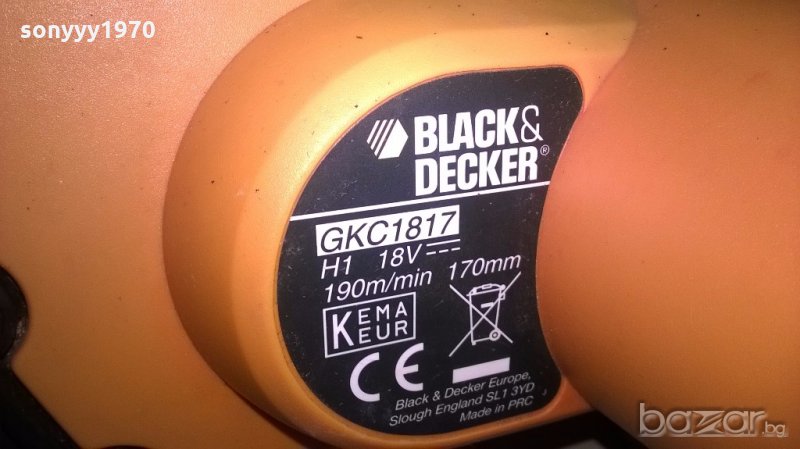 sonyyy1970
BLACK&
DECKER®
GKC1817
H1 18V
190m/min 170mm
KEMA
EUR
CE
Black & Decker Europe,
Slough England SL1 3YD
Made in PRC
bazar.bg